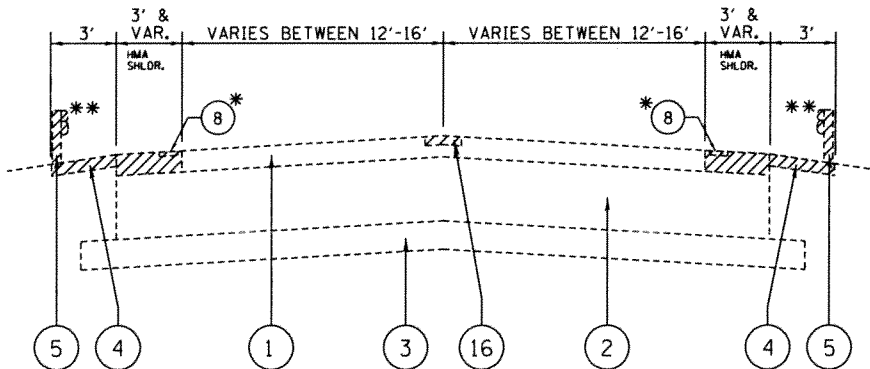 3' &
3' &
3'
VAR.
VARIES BETWEEN 12'-16'
VARIES BETWEEN 12'-16'
VAR.
3'
HMA
SHLDR.
HMA
SHLDR.
**
8
*
*
8
**
5
4
1
3
16
2
4
5